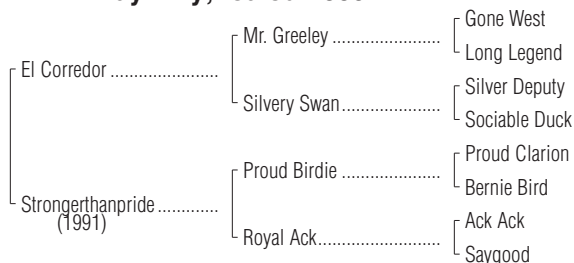 Gone West
Mr. Greeley ......................
Long Legend
El Corredor ......................
Silver Deputy
Silvery Swan ....................
Sociable Duck
Proud Clarion
Proud Birdie ....................
Bernie Bird
Strongerthanpride ............
(1991)
Ack Ack
Royal Ack........................
Saygood